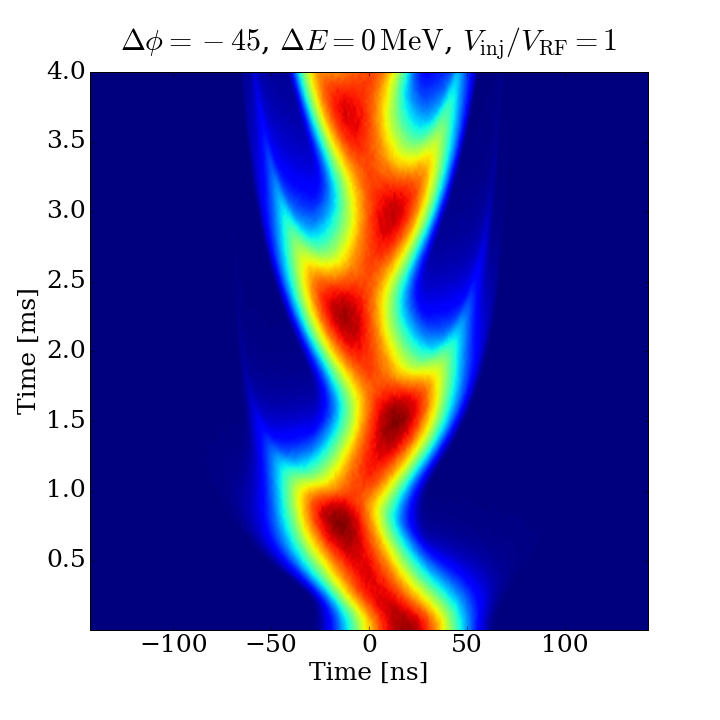 Δϕ = − 45, ΔE = 0 MeV, V_inj/V_RF = 1
4.0
3.5
3.0
2.5
2.0
1.5
1.0
0.5
Time [ms]
−100 −50 0 50 100
Time [ns]